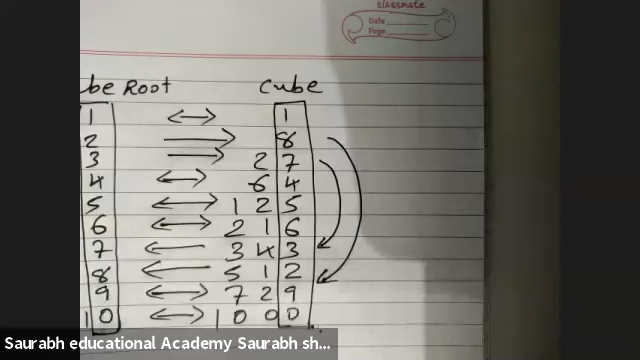 classmate
Date
Page
be Root Cube
1 ↔ 1
2 → 8
3 → 27
4 ↔ 64
5 ↔ 125
6 ↔ 216
7 ← 343
8 ← 512
9 ↔ 729
10 ↔ 1000
Saurabh educational Academy Saurabh sh...